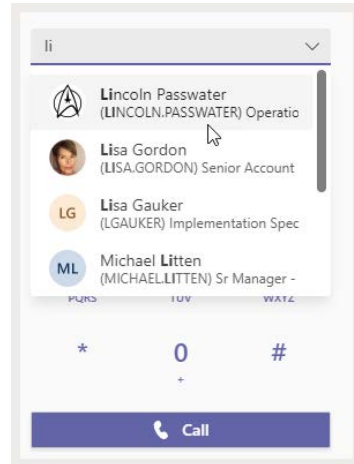 li
Lincoln Passwater
(LINCOLN.PASSWATER) Operatio
Lisa Gordon
(LISA.GORDON) Senior Account
LG
Lisa Gauker
(LGAUKER) Implementation Spec
ML
Michael Litten
(MICHAEL.LITTEN) Sr Manager -
PQRS TUV WXYZ
* 0 #
+
Call